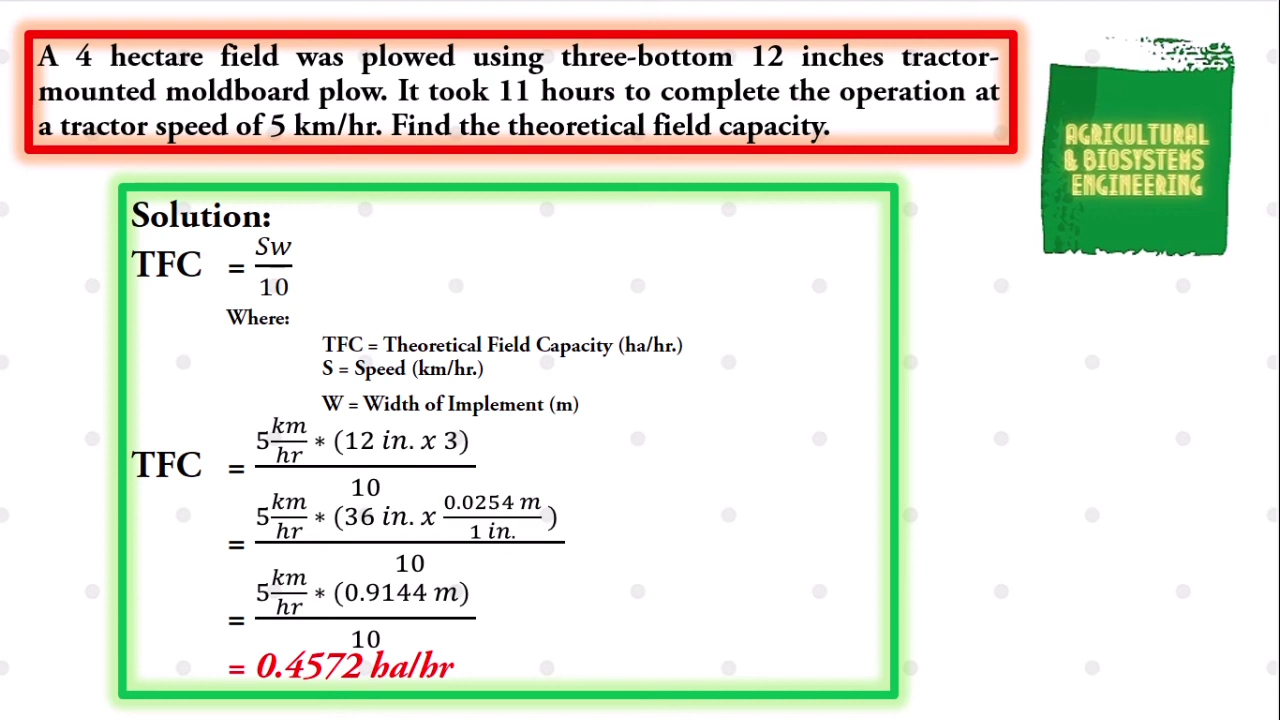 A 4 hectare field was plowed using three-bottom 12 inches tractor-
mounted moldboard plow. It took 11 hours to complete the operation at
a tractor speed of 5 km/hr. Find the theoretical field capacity.
AGRICULTURAL
& BIOSYSTEMS
ENGINEERING
Solution:
TFC = Sw/10
Where:
TFC = Theoretical Field Capacity (ha/hr.)
S = Speed (km/hr.)
W = Width of Implement (m)
TFC = 5 km/hr * (12 in. x 3) / 10
= 5 km/hr * (36 in. x 0.0254 m / 1 in. ) / 10
= 5 km/hr * (0.9144 m) / 10
= 0.4572 ha/hr